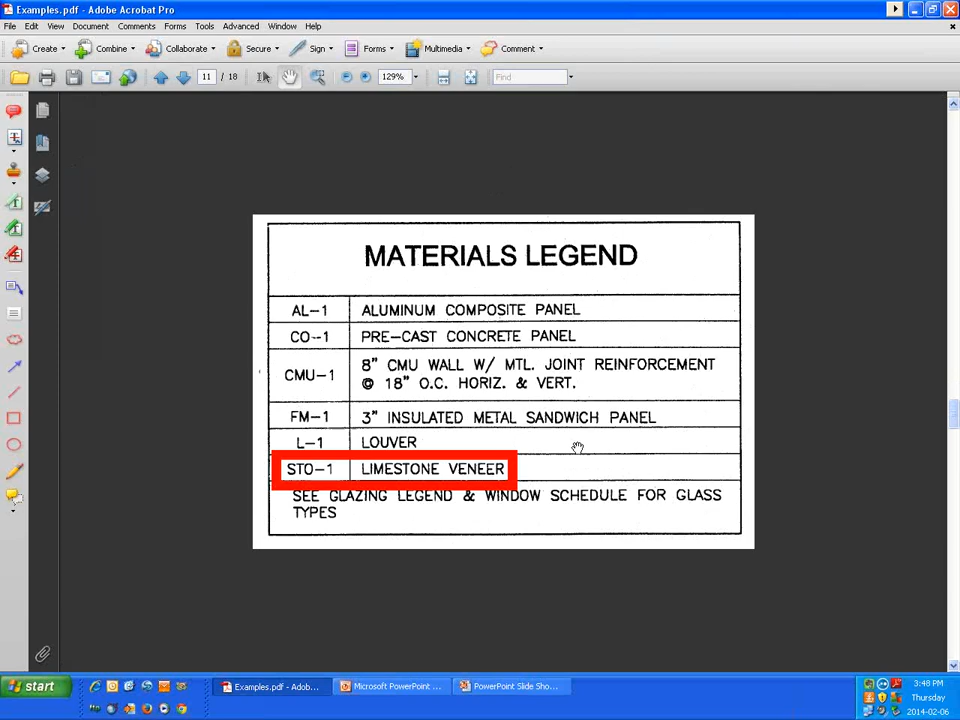 Examples.pdf - Adobe Acrobat Pro
File Edit View Document Comments Forms Tools Advanced Window Help
Create Combine Collaborate Secure Sign Forms Multimedia Comment
11 / 18 129% Find
MATERIALS LEGEND
AL-1 ALUMINUM COMPOSITE PANEL
CO-1 PRE-CAST CONCRETE PANEL
CMU-1 8" CMU WALL W/ MTL. JOINT REINFORCEMENT
@ 18" O.C. HORIZ. & VERT.
FM-1 3" INSULATED METAL SANDWICH PANEL
L-1 LOUVER
STO-1 LIMESTONE VENEER
SEE GLAZING LEGEND & WINDOW SCHEDULE FOR GLASS
TYPES
start Examples.pdf - Adob... Microsoft PowerPoint ... PowerPoint Slide Sho...
3:48 PM
Thursday
2014-02-06